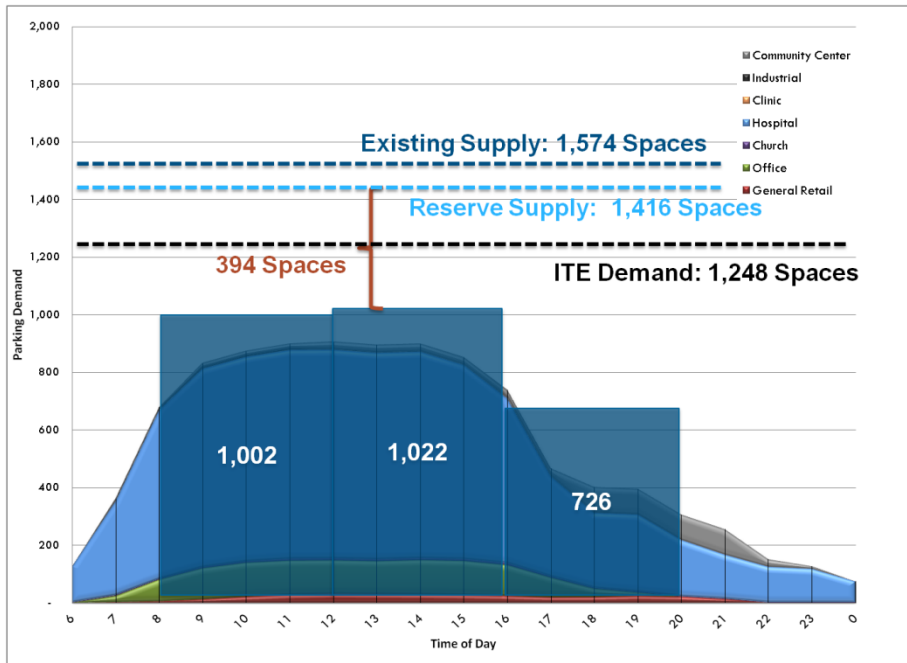 2,000
1,800
1,600
1,400
1,200
1,000
800
600
400
200
-
Parking Demand
Community Center
Industrial
Clinic
Hospital
Church
Office
General Retail
Existing Supply: 1,574 Spaces
Reserve Supply: 1,416 Spaces
394 Spaces
ITE Demand: 1,248 Spaces
1,002
1,022
726
6
7
8
9
10
11
12
13
14
15
16
17
18
19
20
21
22
23
0
Time of Day